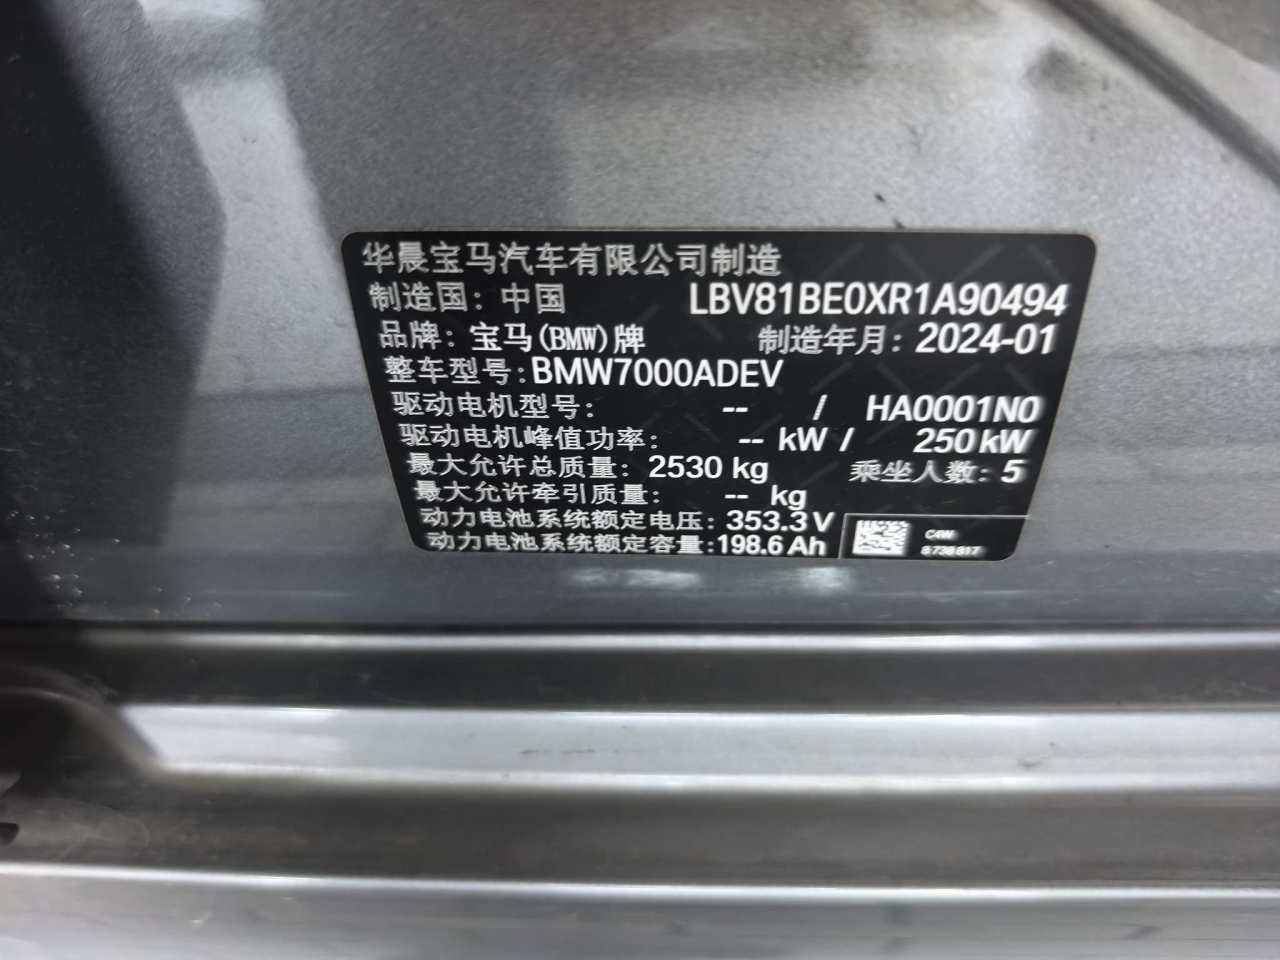 华晨宝马汽车有限公司制造
制造国：中国 LBV81BE0XR1A90494
品牌：宝马(BMW)牌 制造年月：2024-01
整车型号:BMW7000ADEV
驱动电机型号： -- / HA0001N0
驱动电机峰值功率： -- kW / 250kW
最大允许总质量：2530 kg 乘坐人数：5
最大允许牵引质量： -- kg
动力电池系统额定电压：353.3V
动力电池系统额定容量:198.6Ah
C4W
8738817